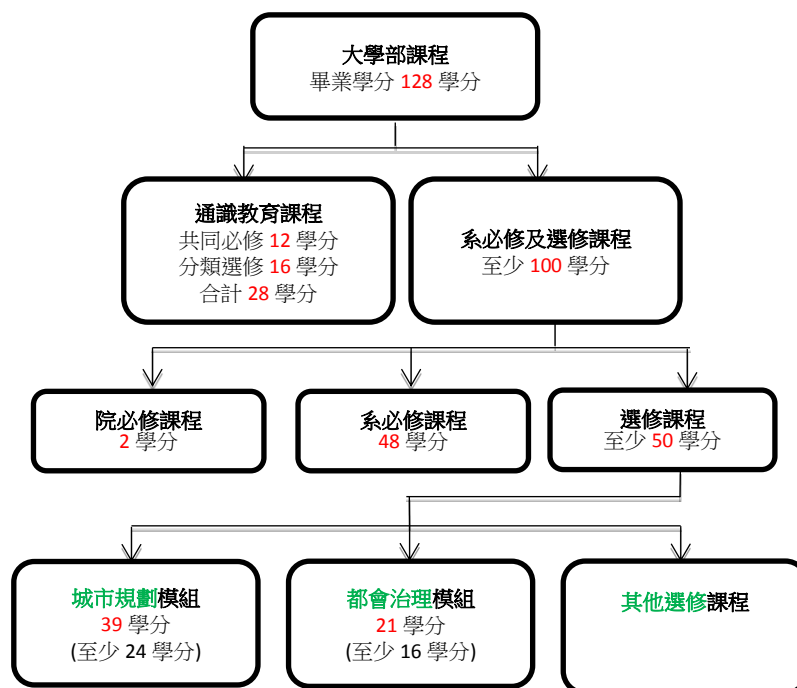 大學部課程
畢業學分 128 學分
通識教育課程
共同必修 12 學分
分類選修 16 學分
合計 28 學分
系必修及選修課程
至少 100 學分
院必修課程
2 學分
系必修課程
48 學分
選修課程
至少 50 學分
城市規劃模組
39 學分
(至少 24 學分)
都會治理模組
21 學分
(至少 16 學分)
其他選修課程